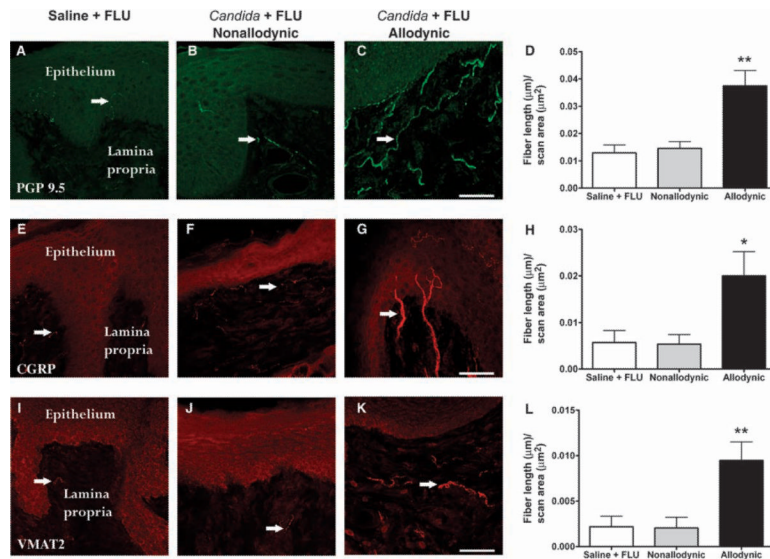 Saline + FLU
Candida + FLU
Nonallodynic
Candida + FLU
Allodynic
A
Epithelium
Lamina
propria
PGP 9.5
B
C
D
Fiber length (μm)/
scan area (μm2)
0.05
0.04
0.03
0.02
0.01
0.00
**
Saline + FLU
Nonallodynic
Allodynic
E
Epithelium
Lamina
propria
CGRP
F
G
H
Fiber length (μm)/
scan area (μm2)
0.03
0.02
0.01
0.00
*
Saline + FLU
Nonallodynic
Allodynic
I
Epithelium
Lamina
propria
VMAT2
J
K
L
Fiber length (μm)/
scan area (μm2)
0.015
0.010
0.005
0.000
**
Saline + FLU
Nonallodynic
Allodynic